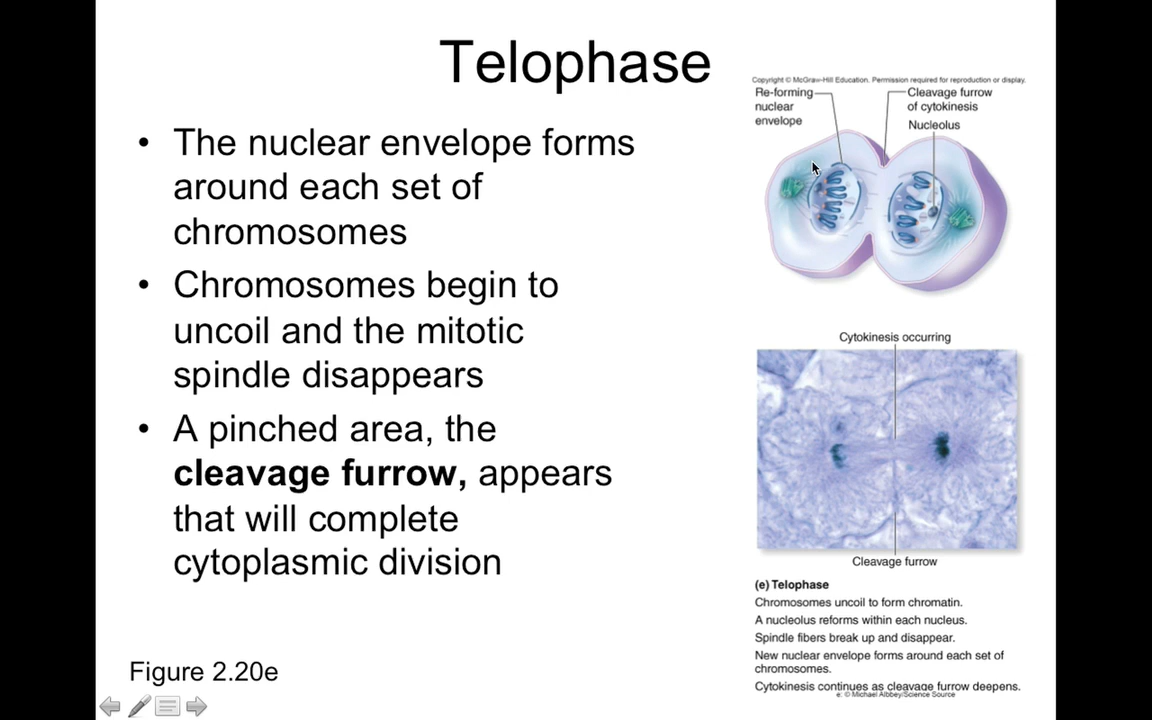 Telophase
• The nuclear envelope forms
around each set of
chromosomes
• Chromosomes begin to
uncoil and the mitotic
spindle disappears
• A pinched area, the
cleavage furrow, appears
that will complete
cytoplasmic division
Figure 2.20e
Copyright © McGraw-Hill Education. Permission required for reproduction or display.
Re-forming
nuclear
envelope
Cleavage furrow
of cytokinesis
Nucleolus
Cytokinesis occurring
Cleavage furrow
(e) Telophase
Chromosomes uncoil to form chromatin.
A nucleolus reforms within each nucleus.
Spindle fibers break up and disappear.
New nuclear envelope forms around each set of
chromosomes.
Cytokinesis continues as cleavage furrow deepens.
e: © Michael Abbey/Science Source